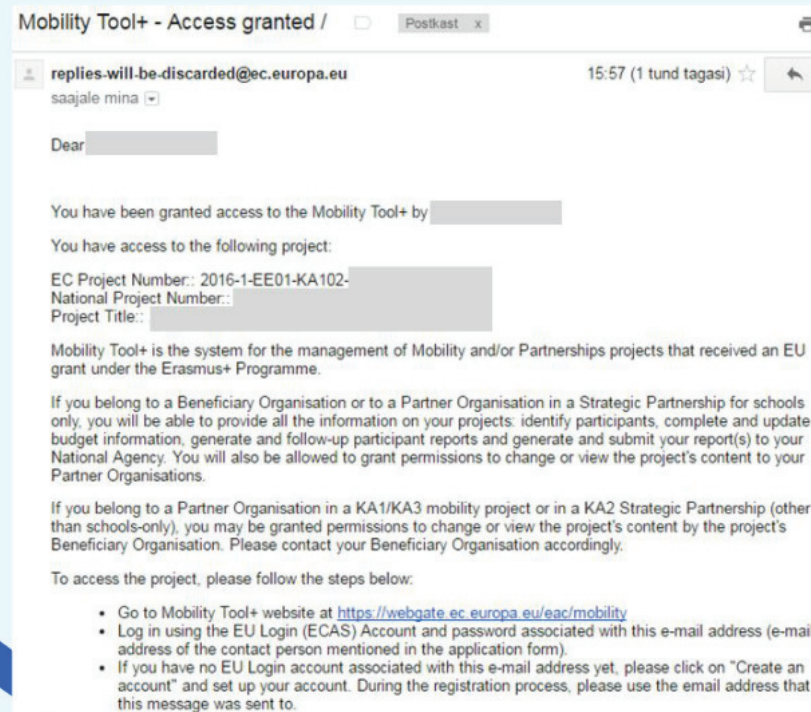 Mobility Tool+ - Access granted /
Postkast x
replies-will-be-discarded@ec.europa.eu
15:57 (1 tund tagasi)
saajale mina
Dear
You have been granted access to the Mobility Tool+ by
You have access to the following project:
EC Project Number:: 2016-1-EE01-KA102-
National Project Number::
Project Title::
Mobility Tool+ is the system for the management of Mobility and/or Partnerships projects that received an EU
grant under the Erasmus+ Programme.
If you belong to a Beneficiary Organisation or to a Partner Organisation in a Strategic Partnership for schools
only, you will be able to provide all the information on your projects: identify participants, complete and update
budget information, generate and follow-up participant reports and generate and submit your report(s) to your
National Agency. You will also be allowed to grant permissions to change or view the project's content to your
Partner Organisations.
If you belong to a Partner Organisation in a KA1/KA3 mobility project or in a KA2 Strategic Partnership (other
than schools-only), you may be granted permissions to change or view the project's content by the project's
Beneficiary Organisation. Please contact your Beneficiary Organisation accordingly.
To access the project, please follow the steps below:
• Go to Mobility Tool+ website at https://webgate.ec.europa.eu/eac/mobility
• Log in using the EU Login (ECAS) Account and password associated with this e-mail address (e-mail
address of the contact person mentioned in the application form).
• If you have no EU Login account associated with this e-mail address yet, please click on "Create an
account" and set up your account. During the registration process, please use the email address that
this message was sent to.